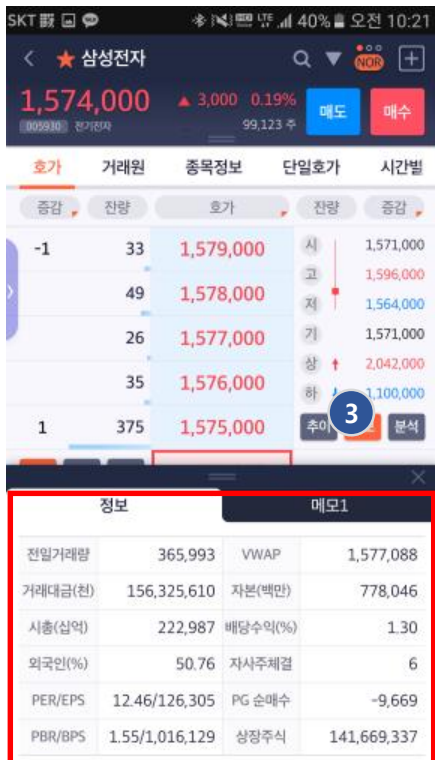 SKT 40% 오전 10:21
삼성전자 NOR
1,574,000 ▲ 3,000 0.19% 매도 매수
005930 전기전자 99,123 주
호가 거래원 종목정보 단일호가 시간별
증감 잔량 호가 잔량 증감
-1 33 1,579,000 시 1,571,000
고 1,596,000
49 1,578,000 저 1,564,000
26 1,577,000 기 1,571,000
상 2,042,000
35 1,576,000 하 1,100,000
1 375 1,575,000 추이 3 분석
정보 메모1
전일거래량 365,993 VWAP 1,577,088
거래대금(천) 156,325,610 자본(백만) 778,046
시총(십억) 222,987 배당수익(%) 1.30
외국인(%) 50.76 자사주체결 6
PER/EPS 12.46/126,305 PG 순매수 -9,669
PBR/BPS 1.55/1,016,129 상장주식 141,669,337